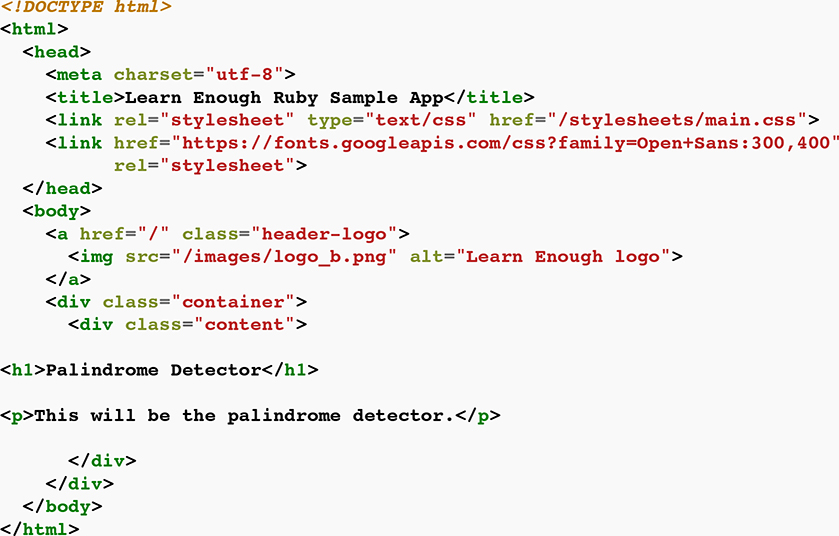 <!DOCTYPE html>
<html>
  <head>
    <meta charset="utf-8">
    <title>Learn Enough Ruby Sample App</title>
    <link rel="stylesheet" type="text/css" href="/stylesheets/main.css">
    <link href="https://fonts.googleapis.com/css?family=Open+Sans:300,400"
          rel="stylesheet">
  </head>
  <body>
    <a href="/" class="header-logo">
      <img src="/images/logo_b.png" alt="Learn Enough logo">
    </a>
    <div class="container">
      <div class="content">
<h1>Palindrome Detector</h1>
<p>This will be the palindrome detector.</p>
      </div>
    </div>
  </body>
</html>